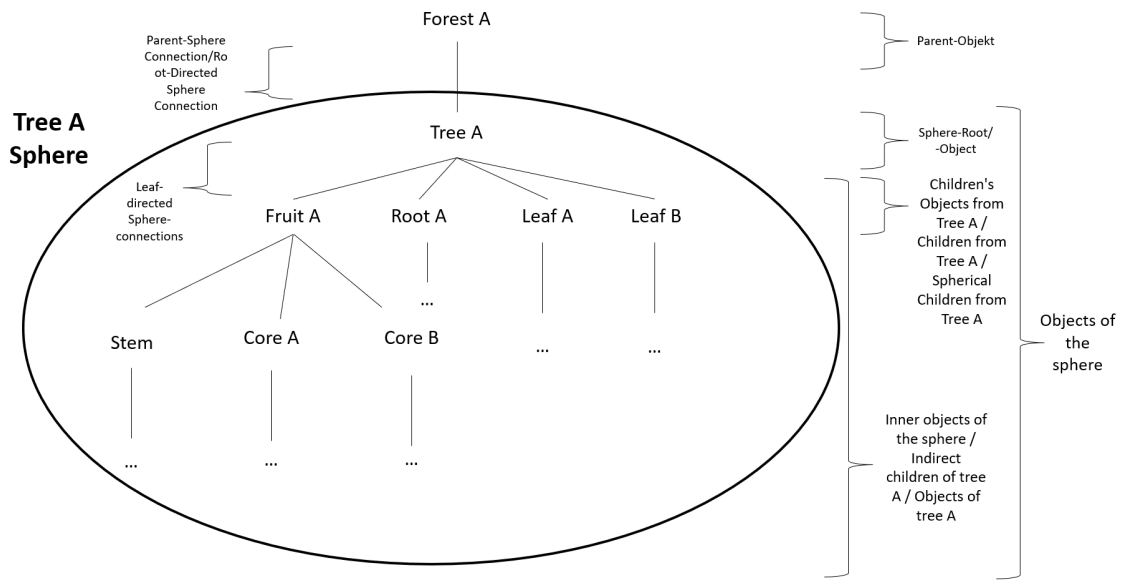 Forest A
Parent-Sphere
Connection/Ro
ot-Directed
Sphere
Connection
Parent-Objekt
Tree A
Sphere
Tree A
Sphere-Root/
-Object
Leaf-
directed
Sphere-
connections
Fruit A
Root A
Leaf A
Leaf B
Children's
Objects from
Tree A /
Children from
Tree A /
Spherical
Children from
Tree A
...
Stem
Core A
Core B
...
...
Objects of
the
sphere
Inner objects of
the sphere /
Indirect
children of tree
A / Objects of
tree A
...
...
...